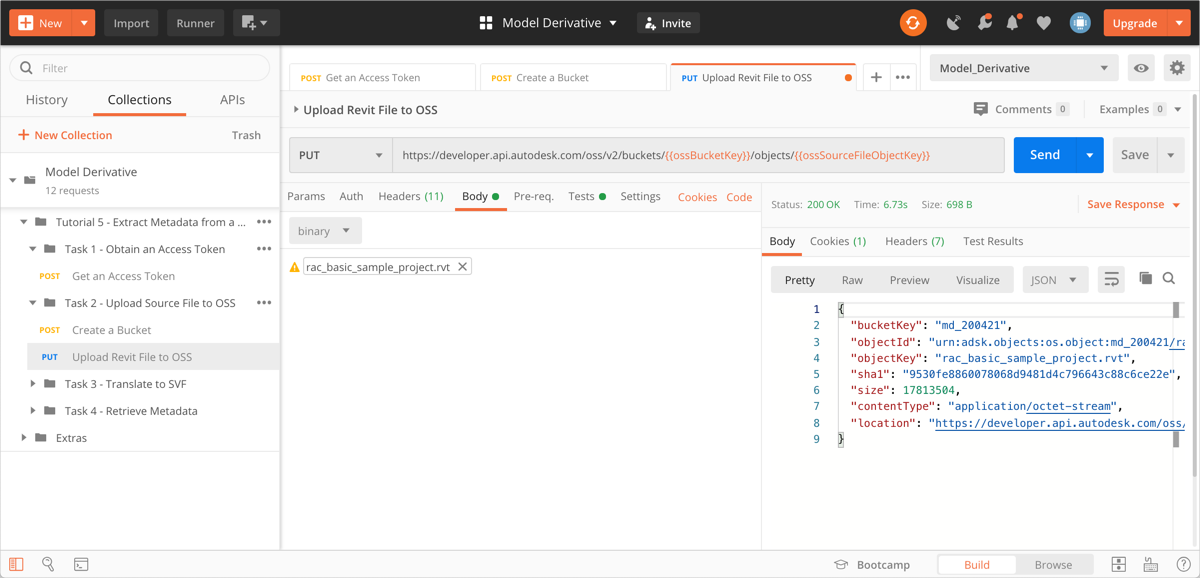 New
Import
Runner
Model Derivative
Invite
Upgrade
Filter
History
Collections
APIs
New Collection
Trash
Model Derivative
12 requests
Tutorial 5 - Extract Metadata from a ...
Task 1 - Obtain an Access Token
POST Get an Access Token
Task 2 - Upload Source File to OSS
POST Create a Bucket
PUT Upload Revit File to OSS
Task 3 - Translate to SVF
Task 4 - Retrieve Metadata
Extras
POST Get an Access Token
POST Create a Bucket
PUT Upload Revit File to OSS
Model_Derivative
Upload Revit File to OSS
Comments 0
Examples 0
PUT
https://developer.api.autodesk.com/oss/v2/buckets/{{ossBucketKey}}/objects/{{ossSourceFileObjectKey}}
Send
Save
Params
Auth
Headers (11)
Body
Pre-req.
Tests
Settings
Cookies
Code
binary
rac_basic_sample_project.rvt
Status: 200 OK Time: 6.73s Size: 698 B
Save Response
Body
Cookies (1)
Headers (7)
Test Results
Pretty
Raw
Preview
Visualize
JSON
1 {
2 "bucketKey": "md_200421",
3 "objectId": "urn:adsk.objects:os.object:md_200421/ra
4 "objectKey": "rac_basic_sample_project.rvt",
5 "sha1": "9530fe8860078068d9481d4c796643c88c6ce22e",
6 "size": 17813504,
7 "contentType": "application/octet-stream",
8 "location": "https://developer.api.autodesk.com/oss/
9 }
Bootcamp
Build
Browse